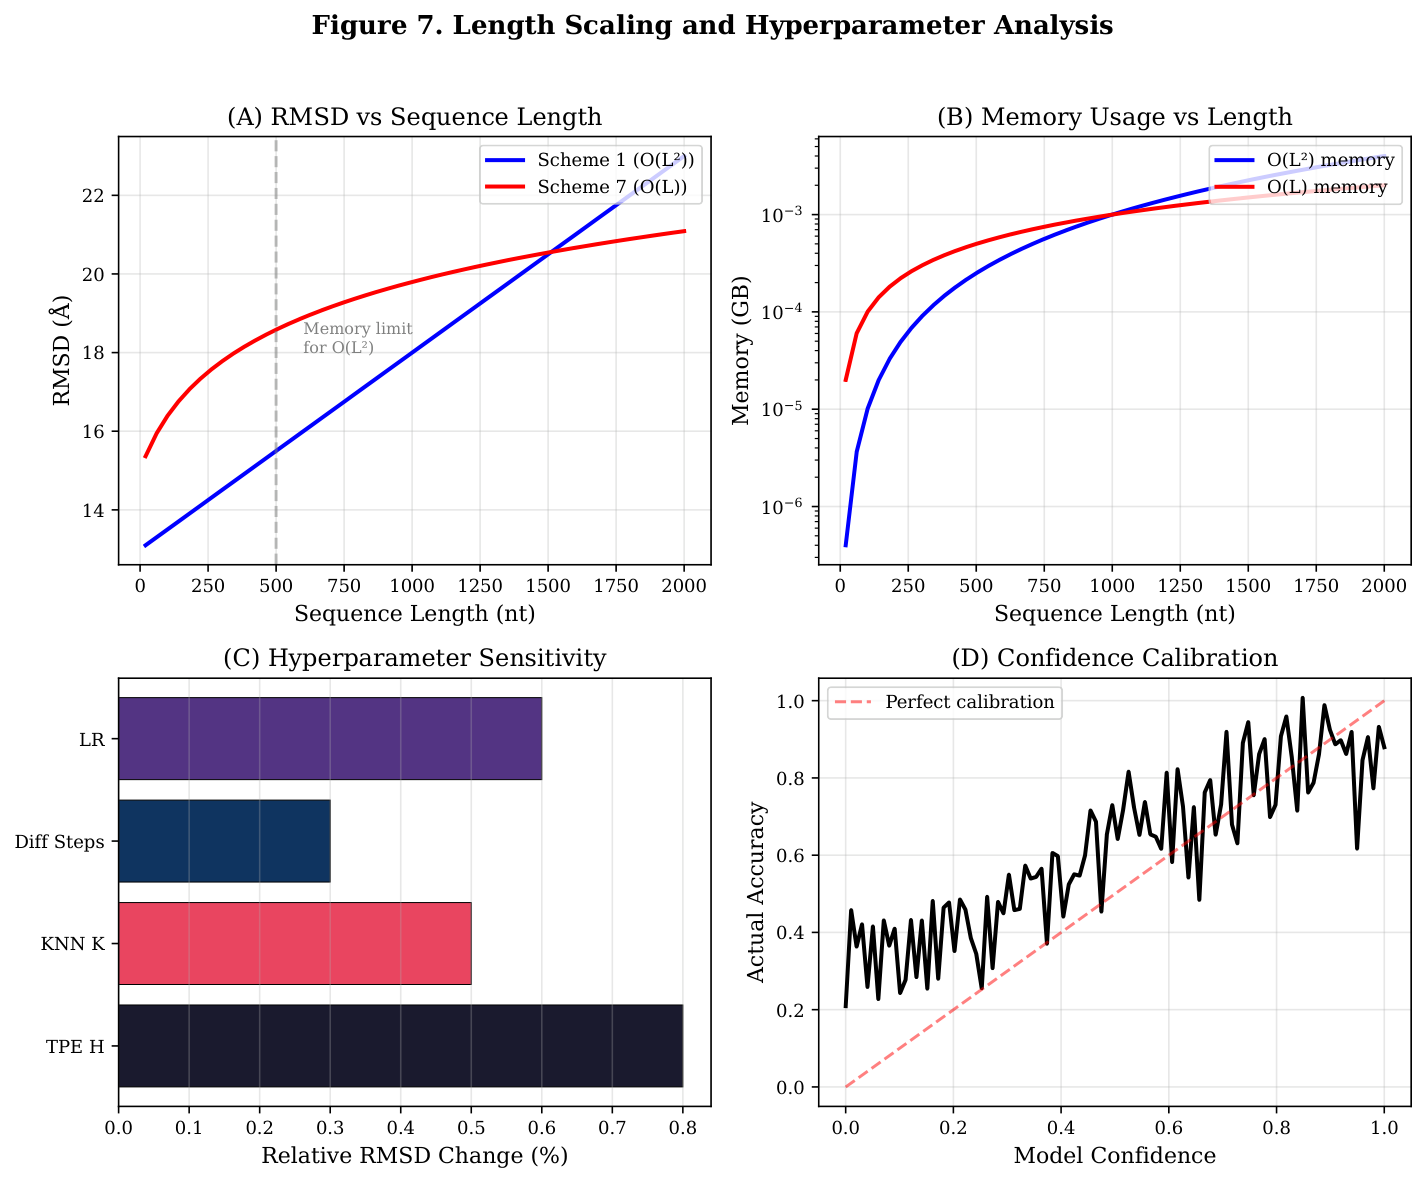 Figure 7. Length Scaling and Hyperparameter Analysis
(A) RMSD vs Sequence Length
Scheme 1 (O(L²))
Scheme 7 (O(L))
Memory limit
for O(L²)
RMSD (Å)
22
20
18
16
14
0 250 500 750 1000 1250 1500 1750 2000
Sequence Length (nt)
(B) Memory Usage vs Length
O(L²) memory
O(L) memory
Memory (GB)
10⁻³
10⁻⁴
10⁻⁵
10⁻⁶
0 250 500 750 1000 1250 1500 1750 2000
Sequence Length (nt)
(C) Hyperparameter Sensitivity
LR
Diff Steps
KNN K
TPE H
0.0 0.1 0.2 0.3 0.4 0.5 0.6 0.7 0.8
Relative RMSD Change (%)
(D) Confidence Calibration
Perfect calibration
Actual Accuracy
1.0
0.8
0.6
0.4
0.2
0.0
0.0 0.2 0.4 0.6 0.8 1.0
Model Confidence